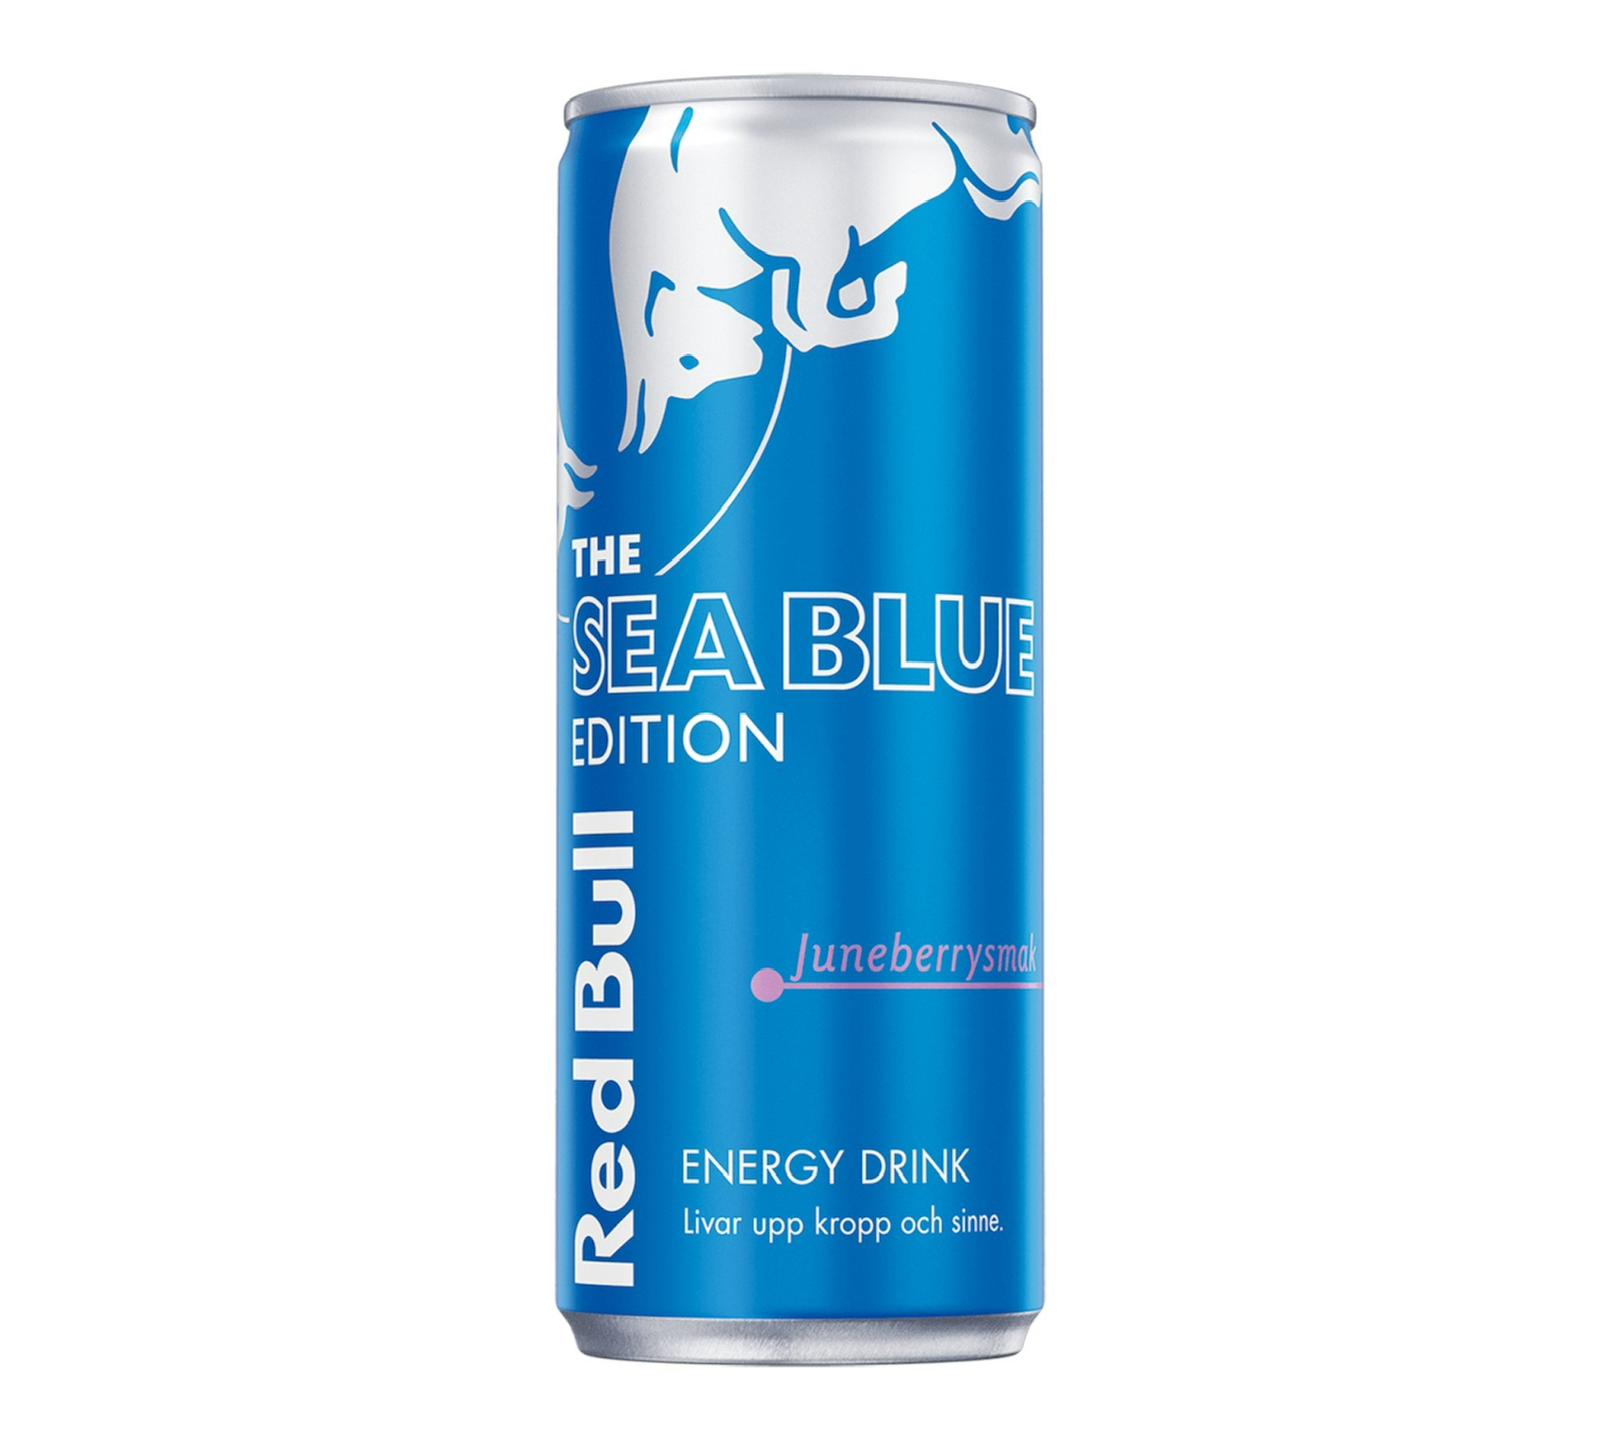 THE
SEA BLUE
EDITION
Red Bull
Juneberrysmak
ENERGY DRINK
Livar upp kropp och sinne.